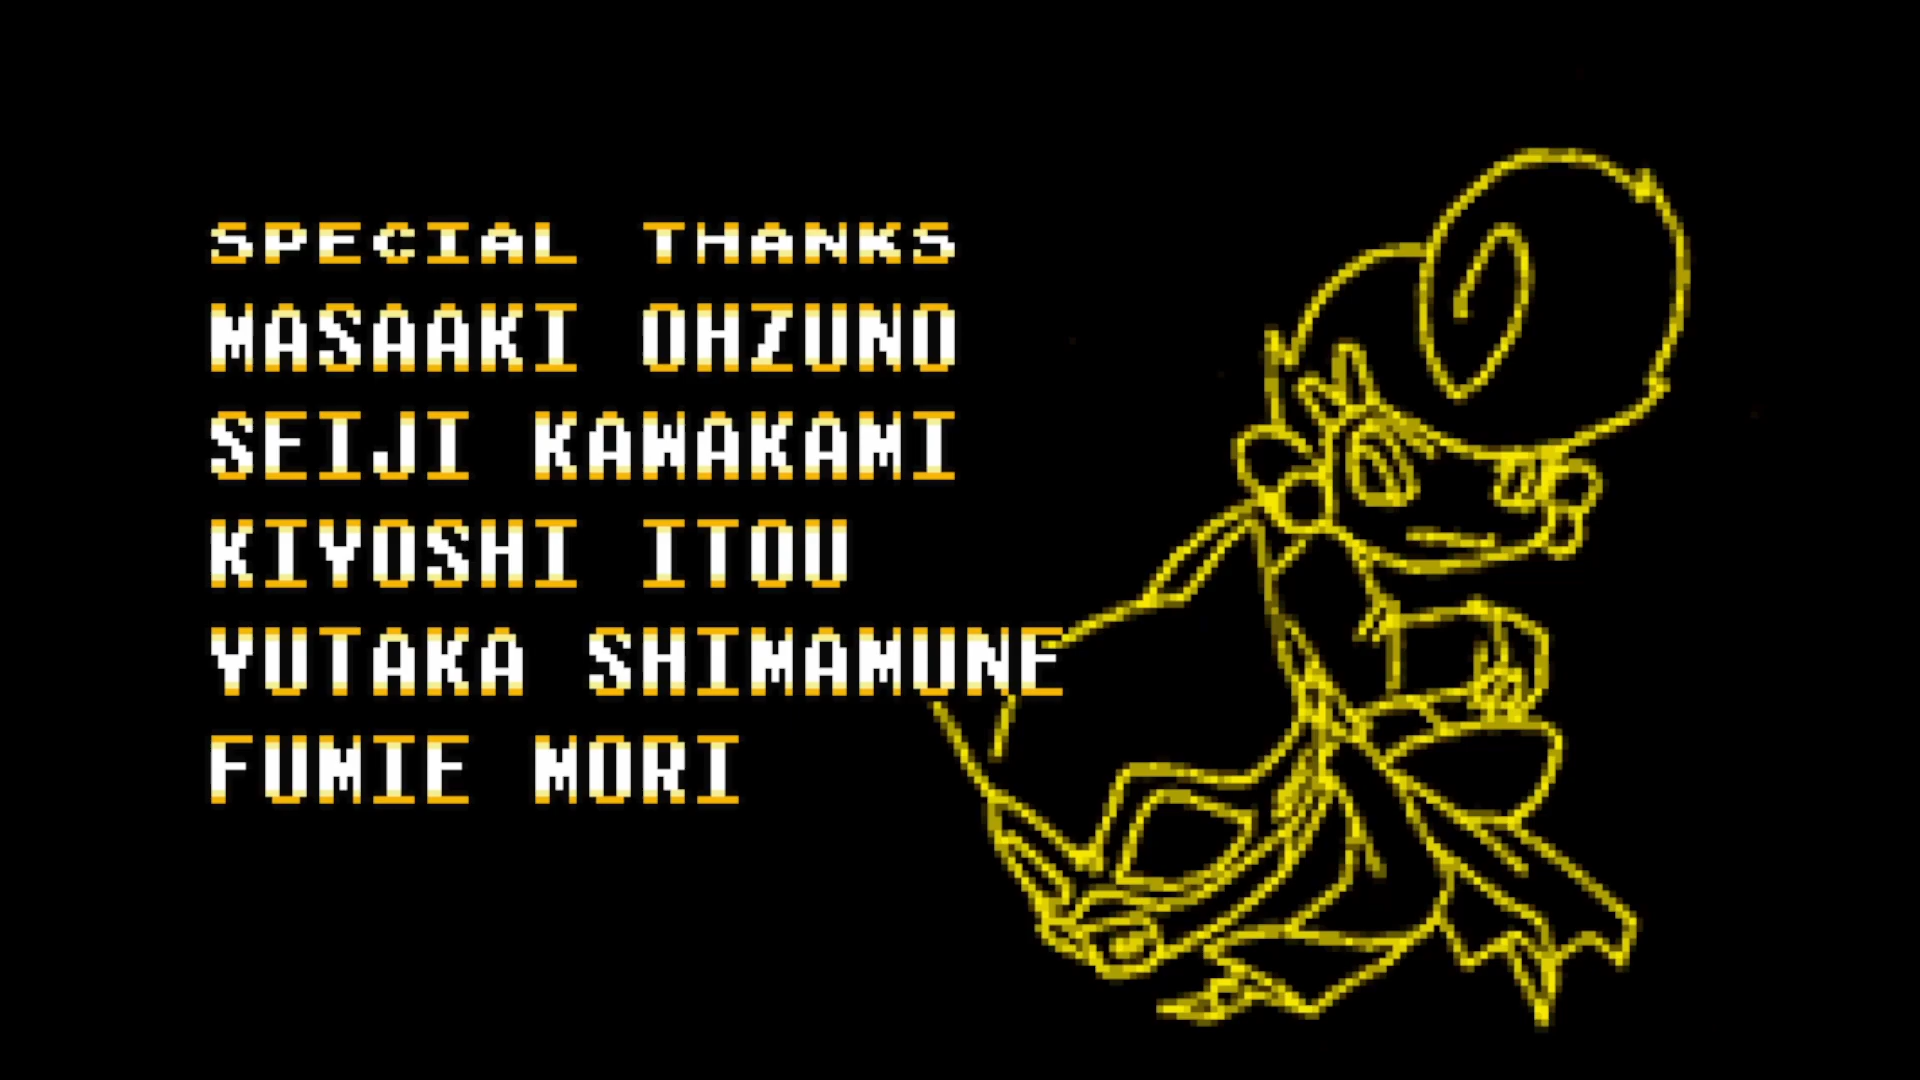 SPECIAL THANKS
MASAAKI OHZUNO
SEIJI KAWAKAMI
KIYOSHI ITOU
YUTAKA SHIMAMUNE
FUMIE MORI